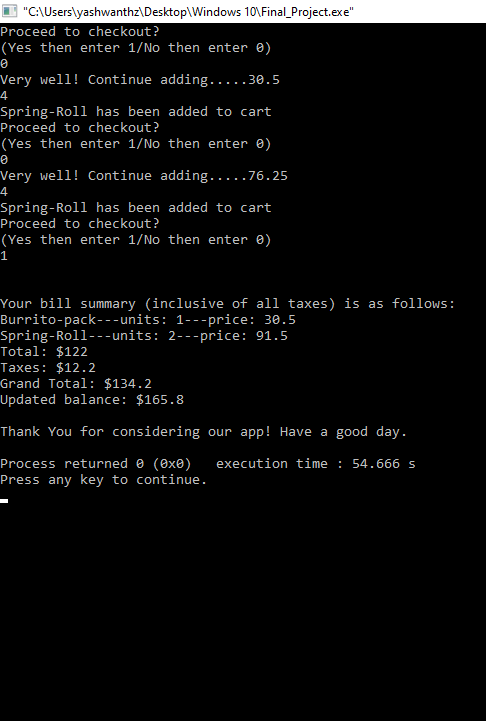 "C:\Users\yashwanthz\Desktop\Windows 10\Final_Project.exe"
Proceed to checkout?
(Yes then enter 1/No then enter 0)
0
Very well! Continue adding.....30.5
4
Spring-Roll has been added to cart
Proceed to checkout?
(Yes then enter 1/No then enter 0)
0
Very well! Continue adding.....76.25
4
Spring-Roll has been added to cart
Proceed to checkout?
(Yes then enter 1/No then enter 0)
1
Your bill summary (inclusive of all taxes) is as follows:
Burrito-pack---units: 1---price: 30.5
Spring-Roll---units: 2---price: 91.5
Total: $122
Taxes: $12.2
Grand Total: $134.2
Updated balance: $165.8
Thank You for considering our app! Have a good day.
Process returned 0 (0x0)   execution time : 54.666 s
Press any key to continue.